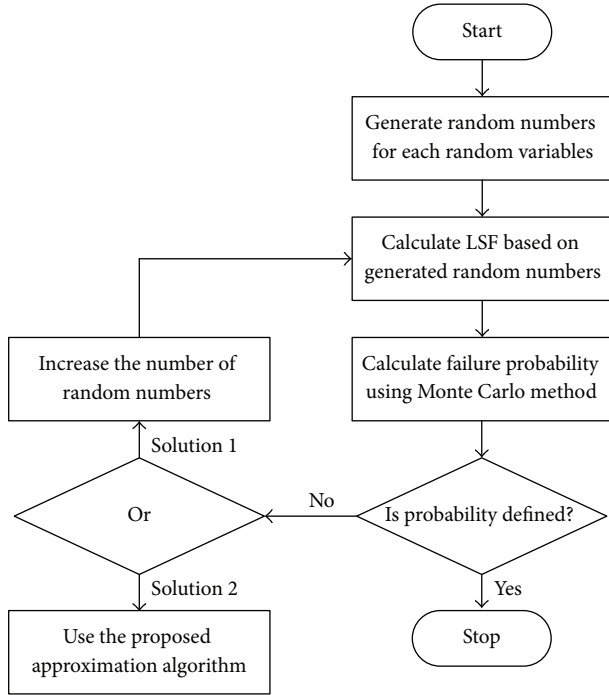 Start
Generate random numbers
for each random variables
Calculate LSF based on
generated random numbers
Increase the number of
random numbers
Calculate failure probability
using Monte Carlo method
Solution 1
Or
No
Is probability defined?
Solution 2
Yes
Use the proposed
approximation algorithm
Stop